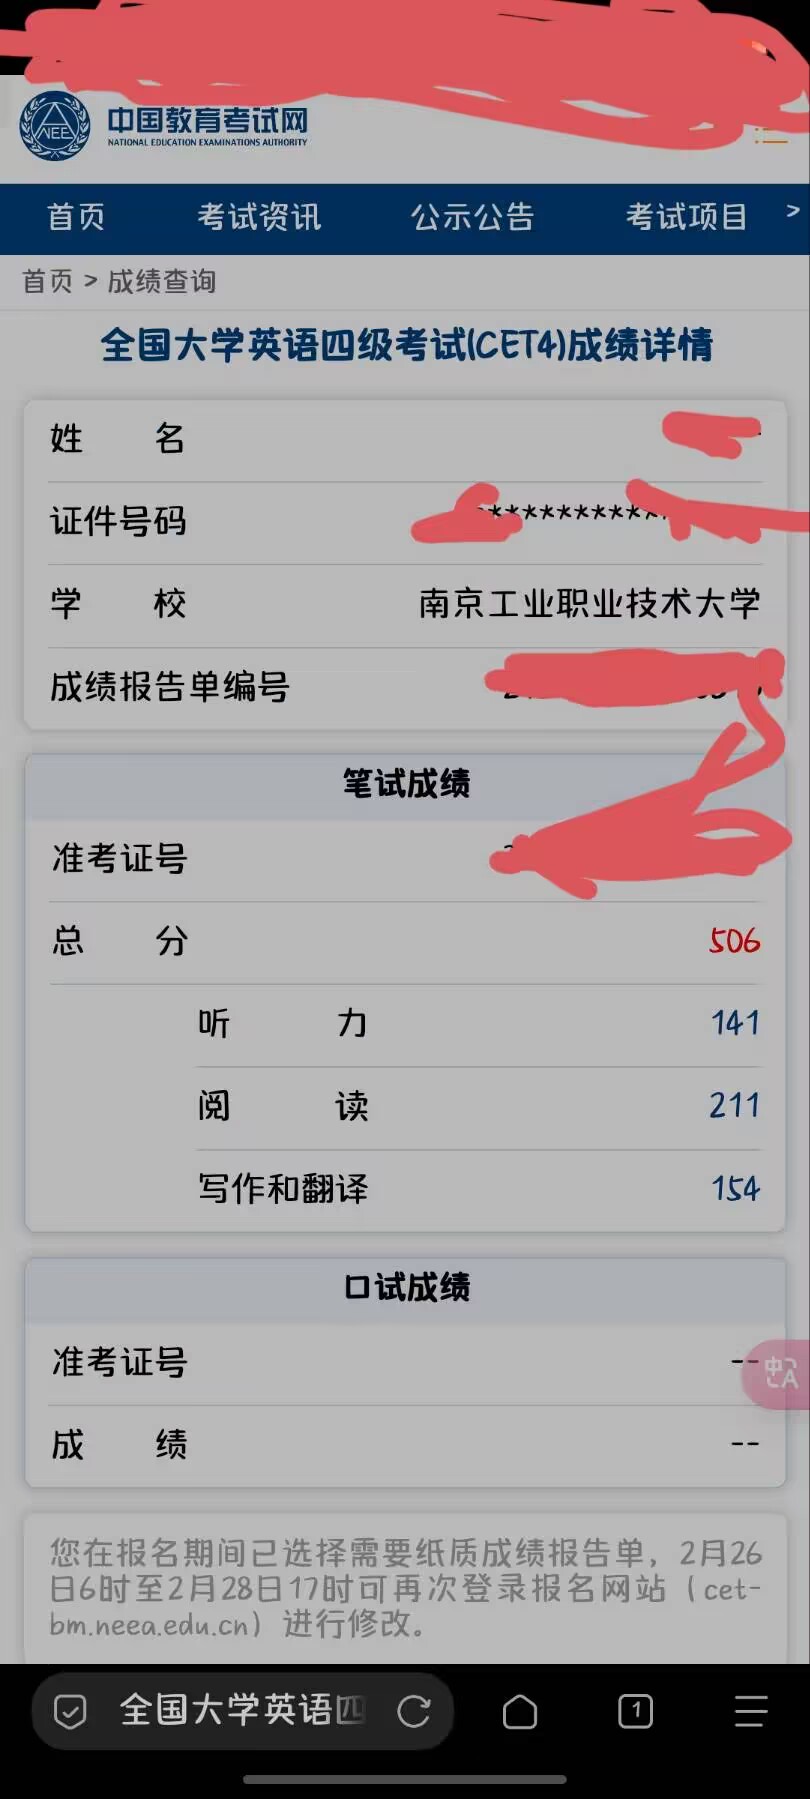 NEEA
中国教育考试网
NATIONAL EDUCATION EXAMINATIONS AUTHORITY
首页 考试资讯 公示公告 考试项目 >
首页 > 成绩查询
全国大学英语四级考试(CET4)成绩详情
姓 名
证件号码 **********
学 校 南京工业职业技术大学
成绩报告单编号
笔试成绩
准考证号
总 分 506
听 力 141
阅 读 211
写作和翻译 154
口试成绩
准考证号 --
中A
成 绩 --
您在报名期间已选择需要纸质成绩报告单，2月26
日6时至2月28日17时可再次登录报名网站（cet-
bm.neea.edu.cn）进行修改。
全国大学英语四 1